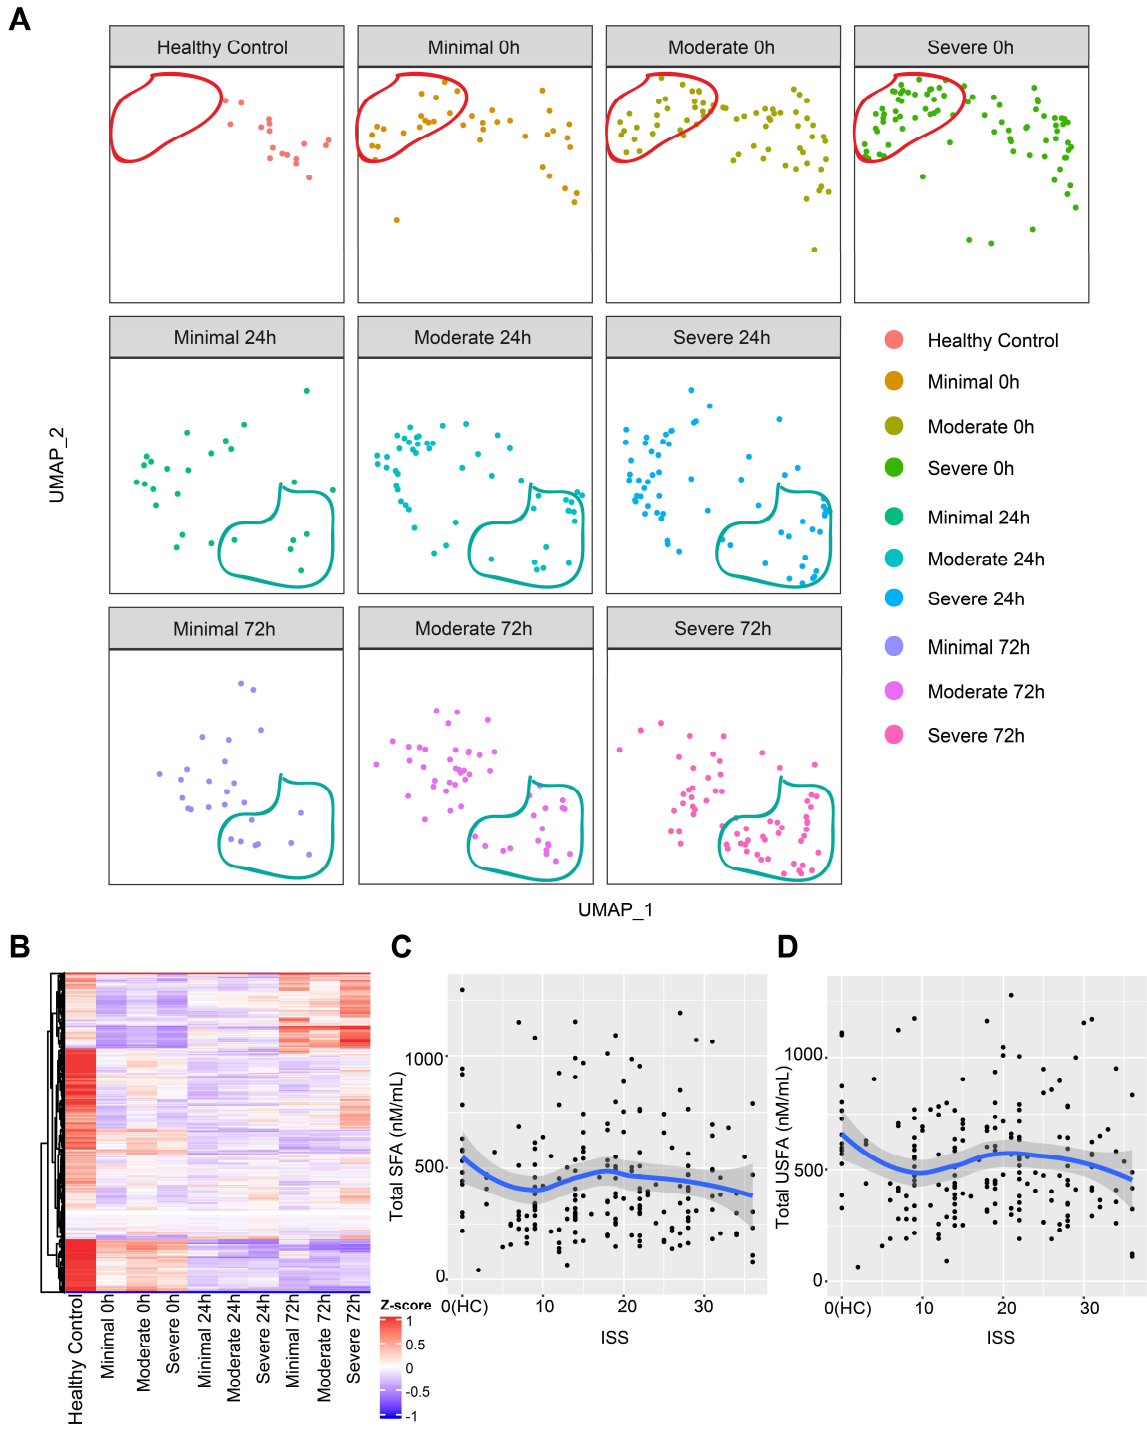 A
Healthy Control
Minimal 0h
Moderate 0h
Severe 0h
Minimal 24h
Moderate 24h
Severe 24h
Healthy Control
Minimal 0h
Moderate 0h
Severe 0h
Minimal 24h
Moderate 24h
Severe 24h
Minimal 72h
Moderate 72h
Severe 72h
UMAP_2
Minimal 72h
Moderate 72h
Severe 72h
UMAP_1
B
Healthy Control
Minimal 0h
Moderate 0h
Severe 0h
Minimal 24h
Moderate 24h
Severe 24h
Minimal 72h
Moderate 72h
Severe 72h
Z-score
1
0.5
0
-0.5
-1
C
Total SFA (nM/mL)
1000
500
0
0(HC)
10
20
30
ISS
D
Total USFA (nM/mL)
1000
500
0
0(HC)
10
20
30
ISS